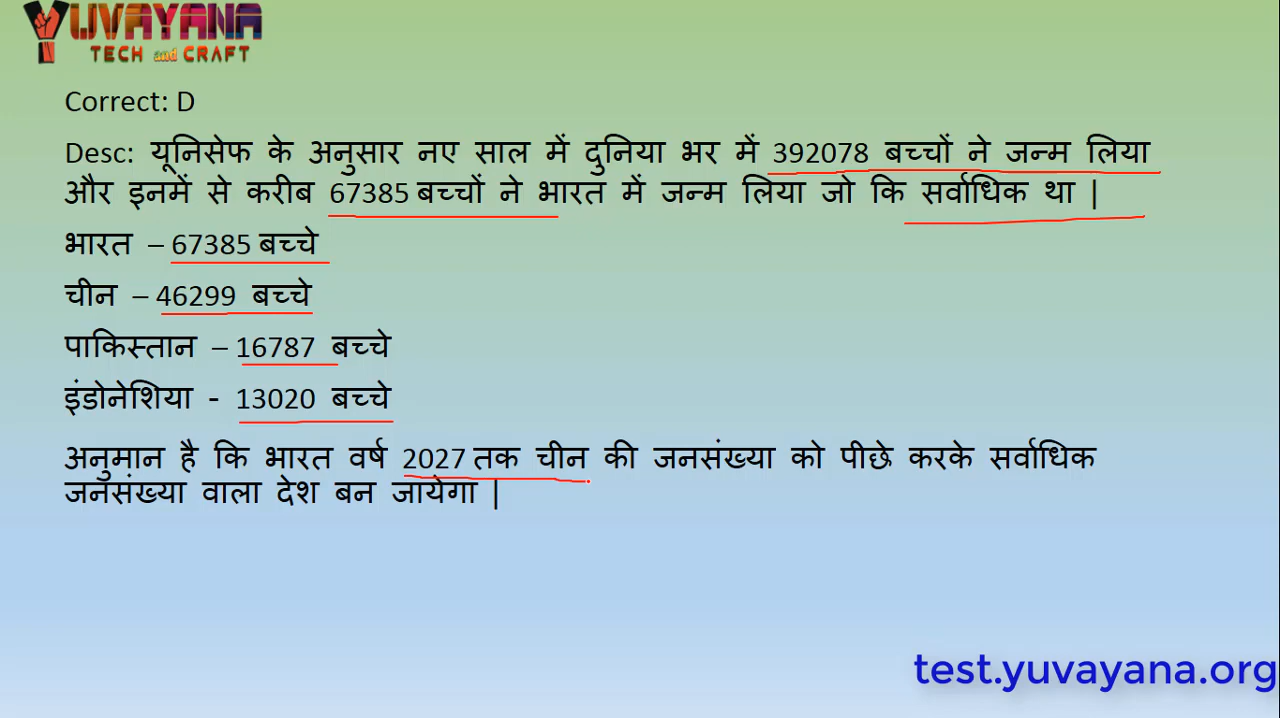 YUVAYANA
TECH and CRAFT
Correct: D
Desc: यूनिसेफ के अनुसार नए साल में दुनिया भर में 392078 बच्चों ने जन्म लिया
और इनमें से करीब 67385 बच्चों ने भारत में जन्म लिया जो कि सर्वाधिक था |
भारत – 67385 बच्चे
चीन – 46299 बच्चे
पाकिस्तान – 16787 बच्चे
इंडोनेशिया - 13020 बच्चे
अनुमान है कि भारत वर्ष 2027 तक चीन की जनसंख्या को पीछे करके सर्वाधिक
जनसंख्या वाला देश बन जायेगा |
test.yuvayana.org